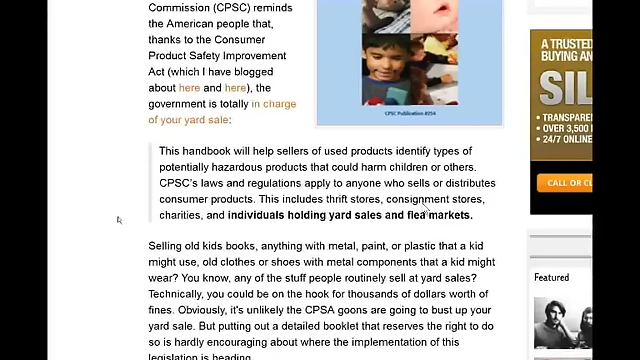 Commission (CPSC) reminds
the American people that,
thanks to the Consumer
Product Safety Improvement
Act (which I have blogged
about here and here), the
government is totally in charge
of your yard sale:
CPSC Publication #254
This handbook will help sellers of used products identify types of
potentially hazardous products that could harm children or others.
CPSC's laws and regulations apply to anyone who sells or distributes
consumer products. This includes thrift stores, consignment stores,
charities, and individuals holding yard sales and flea markets.
Selling old kids books, anything with metal, paint, or plastic that a kid
might use, old clothes or shoes with metal components that a kid might
wear? You know, any of the stuff people routinely sell at yard sales?
Technically, you could be on the hook for thousands of dollars worth of
fines. Obviously, it's unlikely the CPSA goons are going to bust up your
yard sale. But putting out a detailed booklet that reserves the right to do
so is hardly encouraging about where the implementation of this
legislation is heading.
A TRUSTED
BUYING AN
SIL
• TRANSPARE
• OVER 3,500
• 24/7 ONLINE
CALL OR CL
Featured